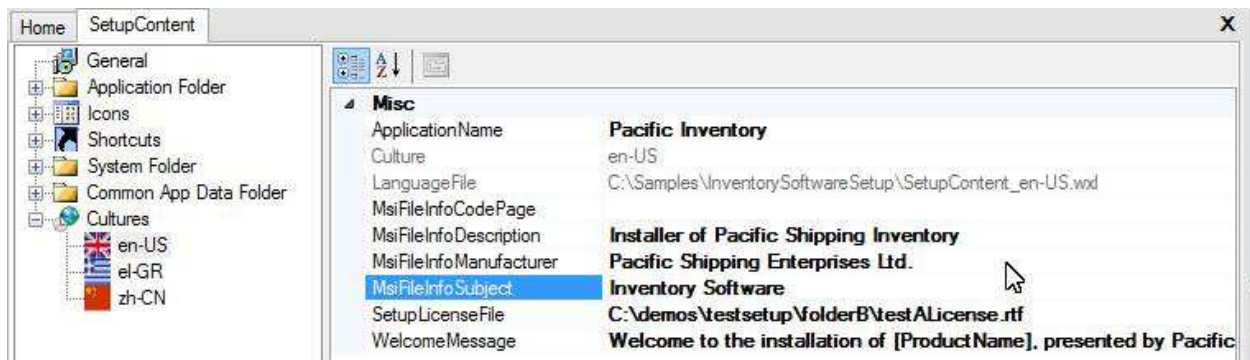 Home SetupContent X
General
Application Folder
Icons
Shortcuts
System Folder
Common App Data Folder
Cultures
en-US
el-GR
zh-CN
A Z
Misc
ApplicationName Pacific Inventory
Culture en-US
LanguageFile C:\Samples\InventorySoftwareSetup\SetupContent_en-US.wxl
MsiFileInfoCodePage
MsiFileInfoDescription Installer of Pacific Shipping Inventory
MsiFileInfoManufacturer Pacific Shipping Enterprises Ltd.
MsiFileInfoSubject Inventory Software
SetupLicenseFile C:\demos\testsetup\folderB\testALicense.rtf
WelcomeMessage Welcome to the installation of [ProductName], presented by Pacific